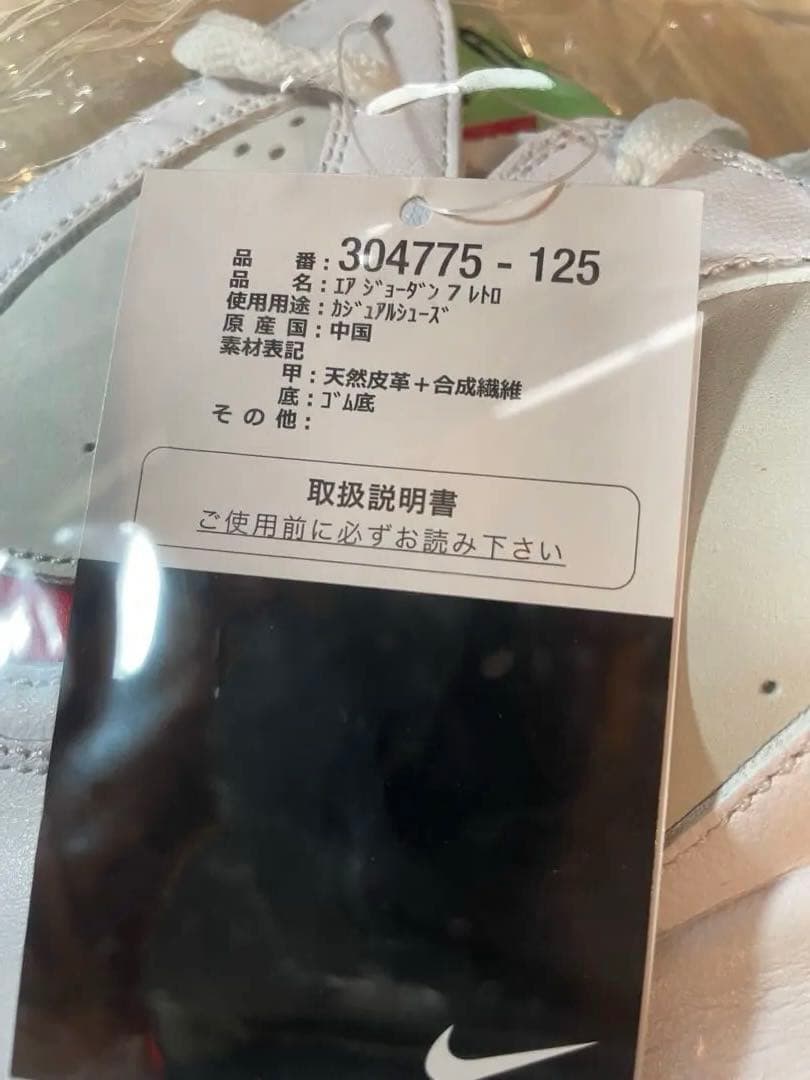 品 番：304775 - 125
品 名：ｴｱ ｼﾞｮｰﾀﾞﾝ 7 ﾚﾄﾛ
使用用途：ｶｼﾞｭｱﾙｼｭｰｽﾞ
原産国：中国
素材表記
甲：天然皮革＋合成繊維
底：ｺﾞﾑ底
その他：
取扱説明書
ご使用前に必ずお読み下さい